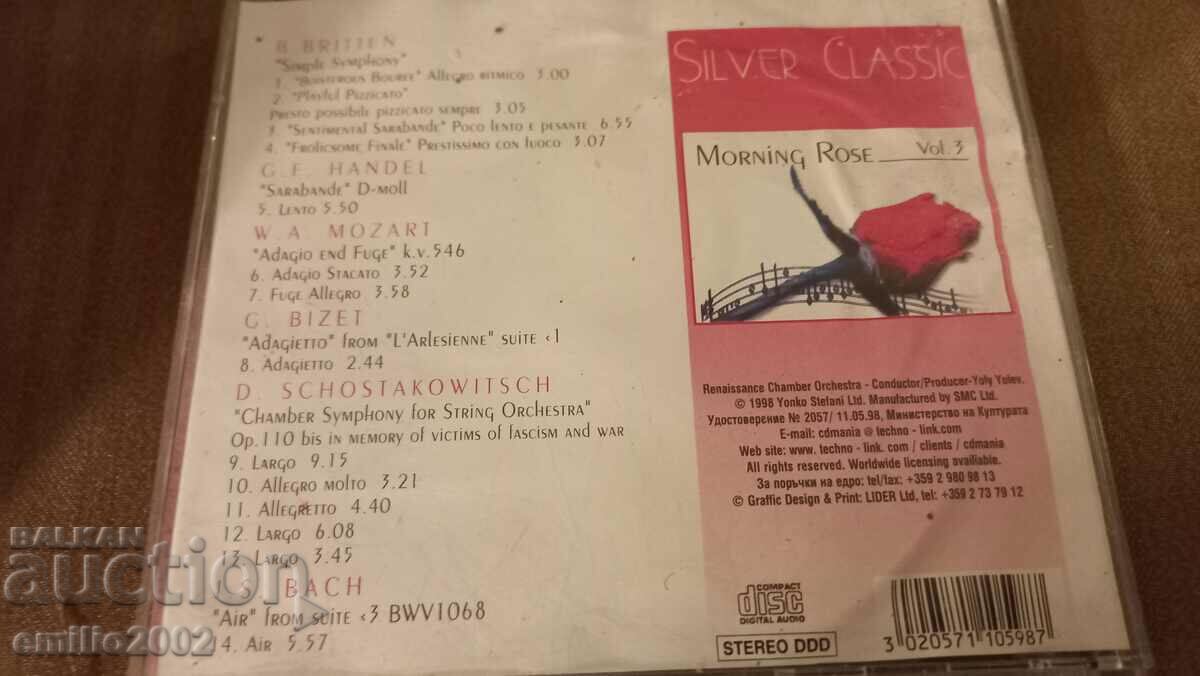 B. BRITTEN
"Simple Symphony"
1. "Boisterous Bouree" Allegro ritmico 3.00
2. "Playful Pizzicato"
Presto possibile pizzicato sempre 3.05
3. "Sentimental Sarabande" Poco lento e pesante 6.55
4. "Frolicsome Finale" Prestissimo con fuoco 3.07
G.F. HANDEL
"Sarabande" D-moll
5. Lento 5.50
W.A. MOZART
"Adagio end Fuge" k.v.546
6. Adagio Stacato 3.52
7. Fuge Allegro 3.58
G. BIZET
"Adagietto" from "L'Arlesienne" suite <1
8. Adagietto 2.44
D. SCHOSTAKOWITSCH
"Chamber Symphony for String Orchestra"
Op.110 bis in memory of victims of fascism and war
9. Largo 9.15
10. Allegro molto 3.21
11. Allegretto 4.40
12. Largo 6.08
13. Largo 3.45
I.S. BACH
"Air" from suite <3 BWV1068
14. Air 5.57
Silver Classic
Morning Rose Vol.3
Renaissance Chamber Orchestra - Conductor/Producer-Yoly Yulev.
© 1998 Yonko Stefani Ltd. Manufactured by SMC Ltd.
Удостоверение № 2057/ 11.05.98, Министерство на Културата
E-mail: cdmania @ techno - link.com
Web site: www. techno - link. com / clients / cdmania
All rights reserved. Worldwide licensing availiable.
За поръчки на едро: tel/fax: +359 2 980 98 13
© Graffic Design & Print: LIDER Ltd, tel: +359 2 73 79 12
COMPACT
disc
DIGITAL AUDIO
STEREO DDD
3 020571 105987
BALKAN
auction
emilio2002